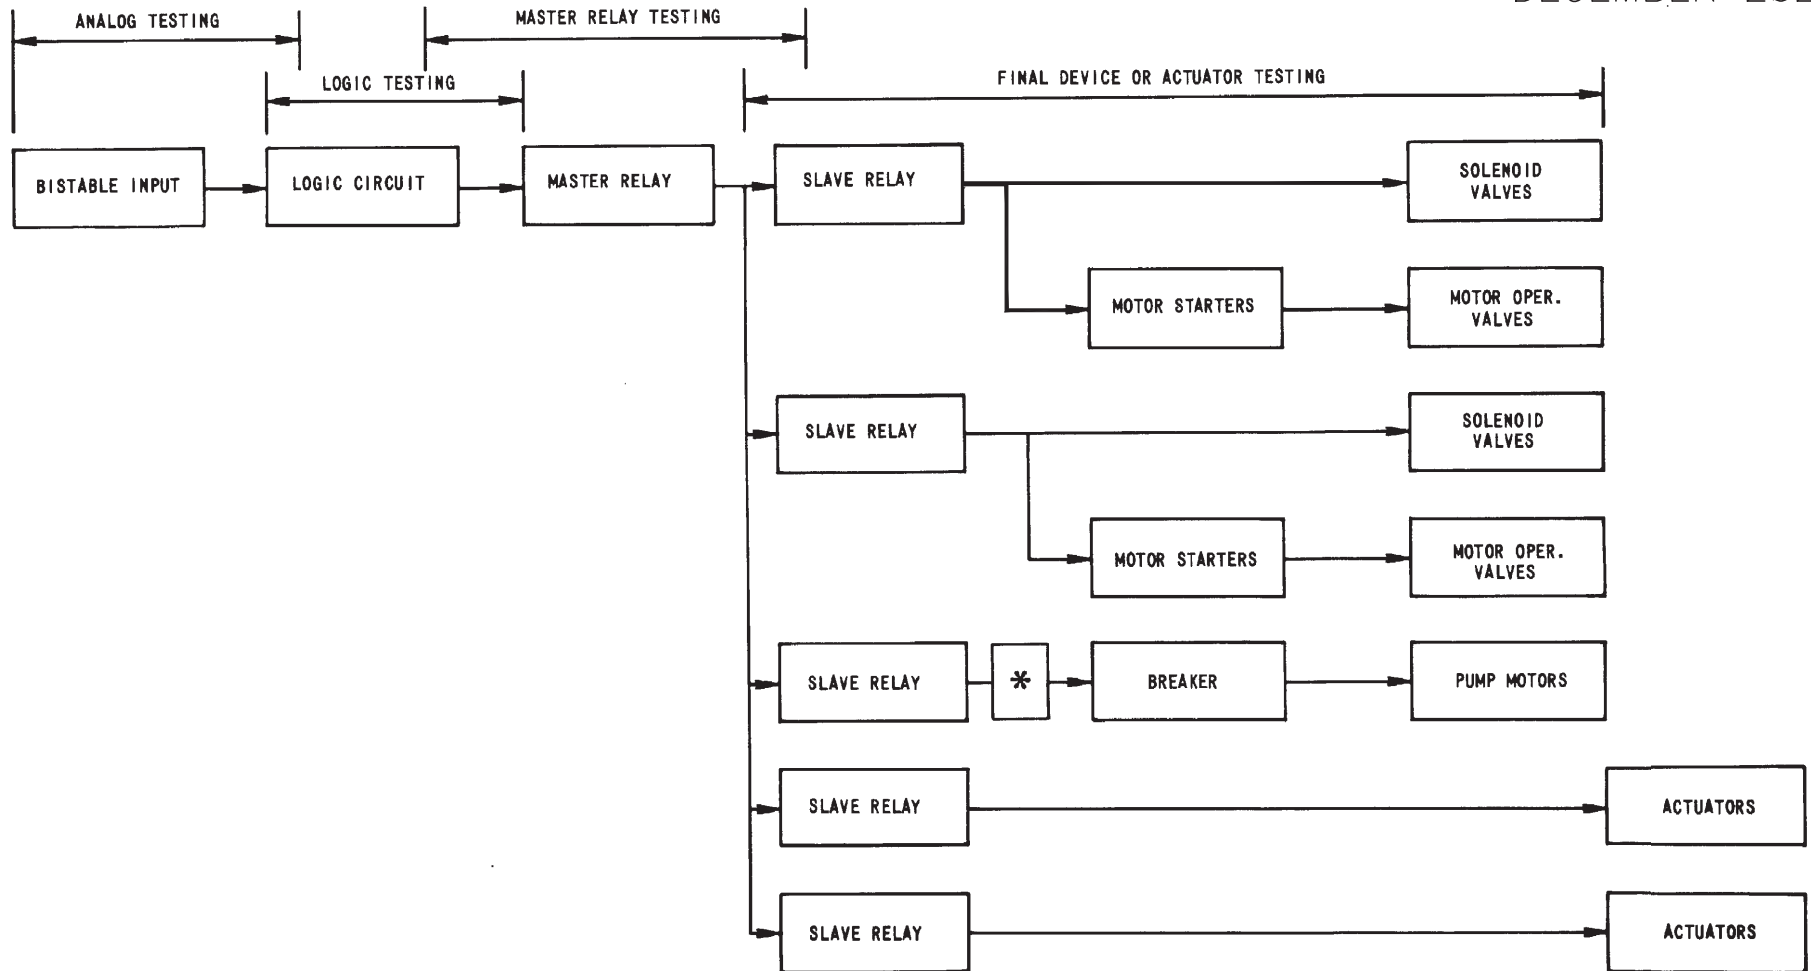 ANALOG TESTING
MASTER RELAY TESTING
LOGIC TESTING
FINAL DEVICE OR ACTUATOR TESTING
BISTABLE INPUT
LOGIC CIRCUIT
MASTER RELAY
SLAVE RELAY
SOLENOID
VALVES
MOTOR STARTERS
MOTOR OPER.
VALVES
SLAVE RELAY
SOLENOID
VALVES
MOTOR STARTERS
MOTOR OPER.
VALVES
SLAVE RELAY
*
BREAKER
PUMP MOTORS
SLAVE RELAY
ACTUATORS
SLAVE RELAY
ACTUATORS